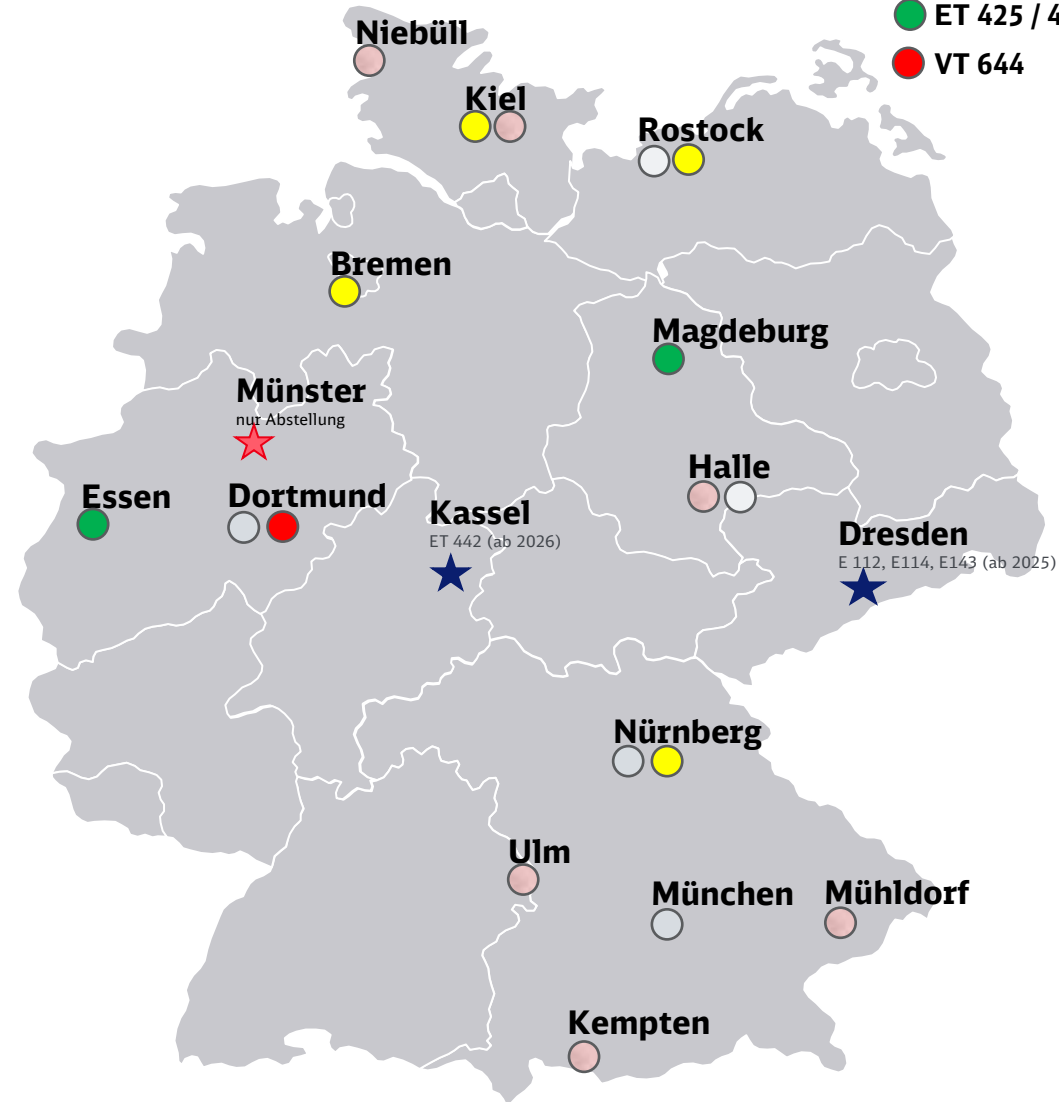 ET 425 / 4
VT 644
Niebüll
Kiel
Rostock
Bremen
Magdeburg
Münster
nur Abstellung
Halle
Essen
Dortmund
Kassel
ET 442 (ab 2026)
Dresden
E 112, E114, E143 (ab 2025)
Nürnberg
Ulm
München
Mühldorf
Kempten